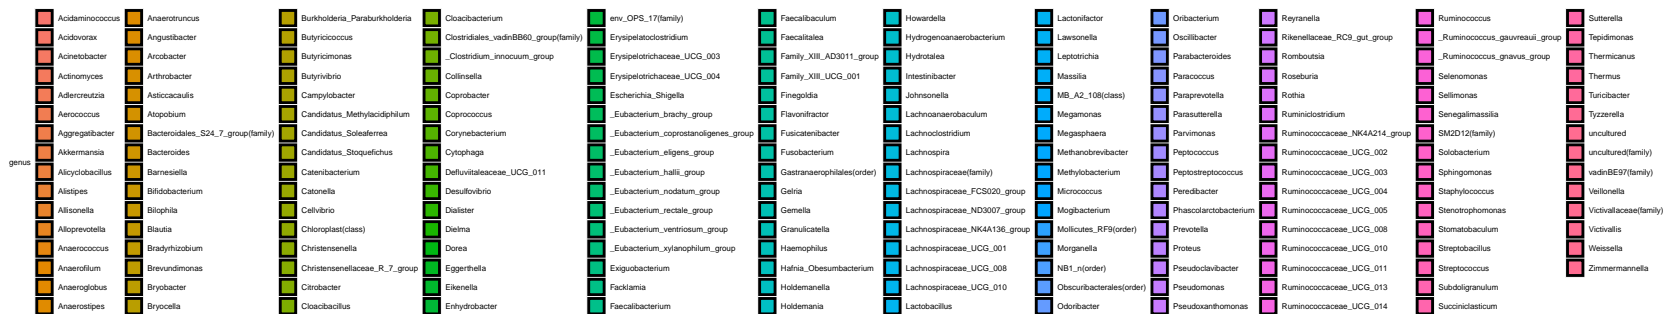 genus
Acidaminococcus
Acidovorax
Acinetobacter
Actinomyces
Adlercreutzia
Aerococcus
Aggregatibacter
Akkermansia
Alicyclobacillus
Alistipes
Allisonella
Alloprevotella
Anaerococcus
Anaerofilum
Anaeroglobus
Anaerostipes
Anaerotruncus
Angustibacter
Arcobacter
Arthrobacter
Asticcacaulis
Atopobium
Bacteroidales_S24_7_group(family)
Bacteroides
Barnesiella
Bifidobacterium
Bilophila
Blautia
Bradyrhizobium
Brevundimonas
Bryobacter
Bryocella
Burkholderia_Paraburkholderia
Butyricicoccus
Butyricimonas
Butyrivibrio
Campylobacter
Candidatus_Methylacidiphilum
Candidatus_Soleaferrea
Candidatus_Stoquefichus
Catenibacterium
Catonella
Cellvibrio
Chloroplast(class)
Christensenella
Christensenellaceae_R_7_group
Citrobacter
Cloacibacillus
Cloacibacterium
Clostridiales_vadinBB60_group(family)
_Clostridium_innocuum_group
Collinsella
Coprobacter
Coprococcus
Corynebacterium
Cytophaga
Defluviitaleaceae_UCG_011
Desulfovibrio
Dialister
Dielma
Dorea
Eggerthella
Eikenella
Enhydrobacter
env_OPS_17(family)
Erysipelatoclostridium
Erysipelotrichaceae_UCG_003
Erysipelotrichaceae_UCG_004
Escherichia_Shigella
_Eubacterium_brachy_group
_Eubacterium_coprostanoligenes_group
_Eubacterium_eligens_group
_Eubacterium_hallii_group
_Eubacterium_nodatum_group
_Eubacterium_rectale_group
_Eubacterium_ventriosum_group
_Eubacterium_xylanophilum_group
Exiguobacterium
Facklamia
Faecalibacterium
Faecalibaculum
Faecalitalea
Family_XIII_AD3011_group
Family_XIII_UCG_001
Finegoldia
Flavonifractor
Fusicatenibacter
Fusobacterium
Gastranaerophilales(order)
Gelria
Gemella
Granulicatella
Haemophilus
Hafnia_Obesumbacterium
Holdemanella
Holdemania
Howardella
Hydrogenoanaerobacterium
Hydrotalea
Intestinibacter
Johnsonella
Lachnoanaerobaculum
Lachnoclostridium
Lachnospira
Lachnospiraceae(family)
Lachnospiraceae_FCS020_group
Lachnospiraceae_ND3007_group
Lachnospiraceae_NK4A136_group
Lachnospiraceae_UCG_001
Lachnospiraceae_UCG_008
Lachnospiraceae_UCG_010
Lactobacillus
Lactonifactor
Lawsonella
Leptotrichia
Massilia
MB_A2_108(class)
Megamonas
Megasphaera
Methanobrevibacter
Methylobacterium
Micrococcus
Mogibacterium
Mollicutes_RF9(order)
Morganella
NB1_n(order)
Obscuribacterales(order)
Odoribacter
Oribacterium
Oscillibacter
Parabacteroides
Paracoccus
Paraprevotella
Parasutterella
Parvimonas
Peptococcus
Peptostreptococcus
Peredibacter
Phascolarctobacterium
Prevotella
Proteus
Pseudoclavibacter
Pseudomonas
Pseudoxanthomonas
Reyranella
Rikenellaceae_RC9_gut_group
Romboutsia
Roseburia
Rothia
Ruminiclostridium
Ruminococcaceae_NK4A214_group
Ruminococcaceae_UCG_002
Ruminococcaceae_UCG_003
Ruminococcaceae_UCG_004
Ruminococcaceae_UCG_005
Ruminococcaceae_UCG_008
Ruminococcaceae_UCG_010
Ruminococcaceae_UCG_011
Ruminococcaceae_UCG_013
Ruminococcaceae_UCG_014
Ruminococcus
_Ruminococcus_gauvreauii_group
_Ruminococcus_gnavus_group
Selenomonas
Sellimonas
Senegalimassilia
SM2D12(family)
Solobacterium
Sphingomonas
Staphylococcus
Stenotrophomonas
Stomatobaculum
Streptobacillus
Streptococcus
Subdoligranulum
Succiniclasticum
Sutterella
Tepidimonas
Thermicanus
Thermus
Turicibacter
Tyzzerella
uncultured
uncultured(family)
vadinBE97(family)
Veillonella
Victivallaceae(family)
Victivallis
Weissella
Zimmermannella